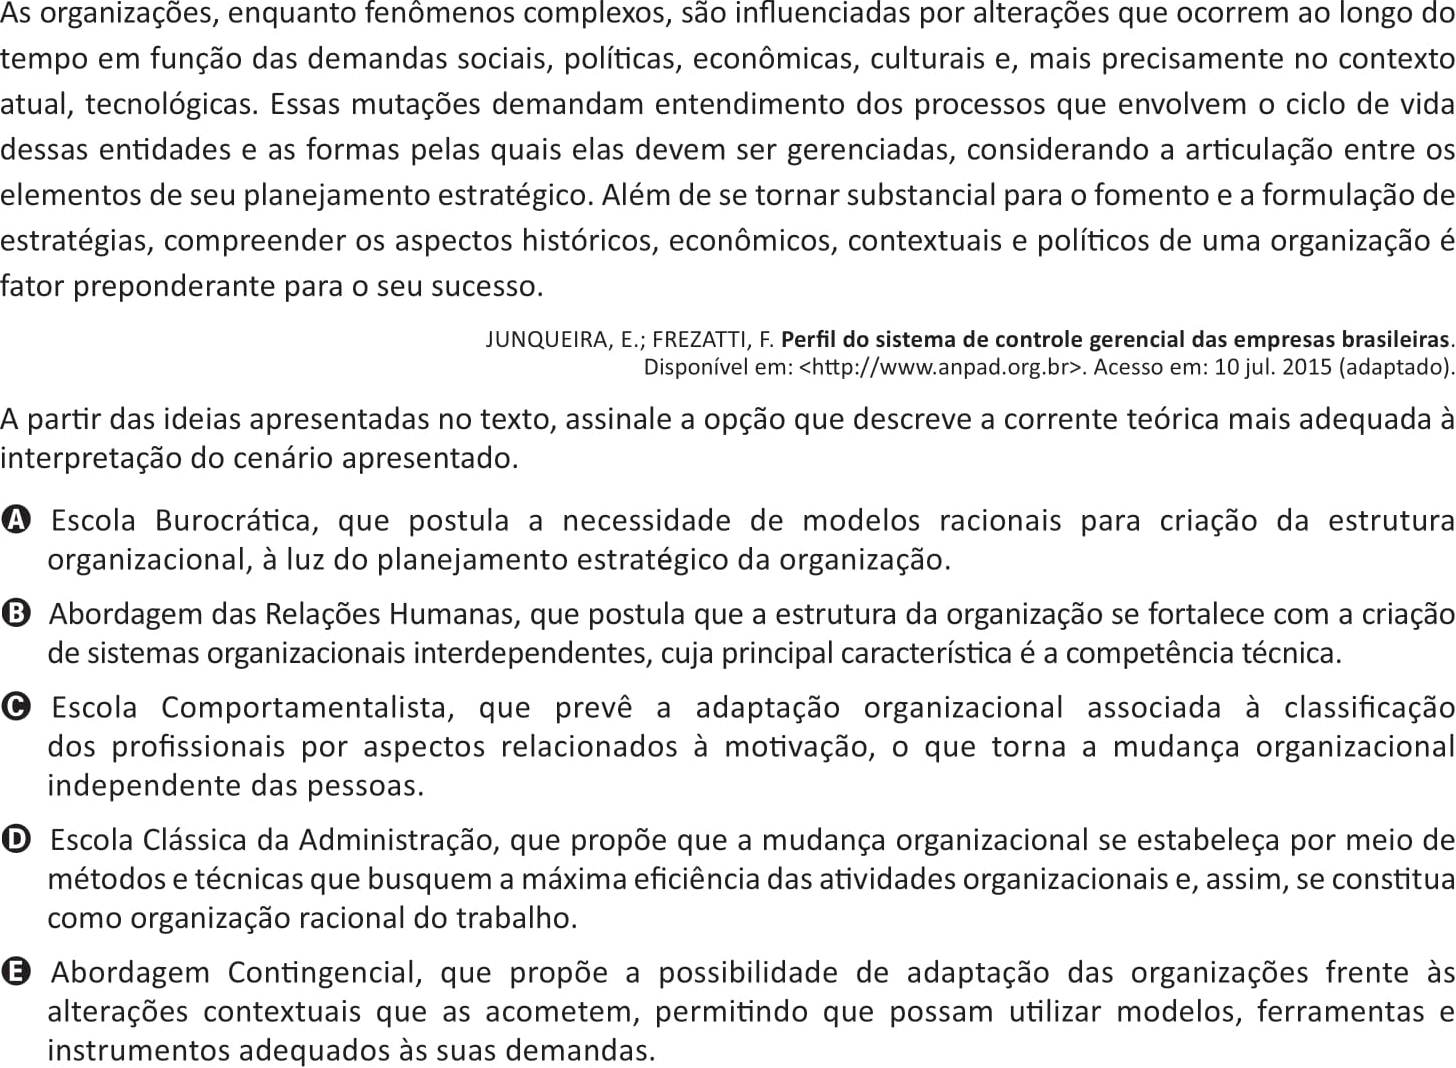 As organizações, enquanto fenômenos complexos, são influenciadas por alterações que ocorrem ao longo do
tempo em função das demandas sociais, políticas, econômicas, culturais e, mais precisamente no contexto
atual, tecnológicas. Essas mutações demandam entendimento dos processos que envolvem o ciclo de vida
dessas entidades e as formas pelas quais elas devem ser gerenciadas, considerando a articulação entre os
elementos de seu planejamento estratégico. Além de se tornar substancial para o fomento e a formulação de
estratégias, compreender os aspectos históricos, econômicos, contextuais e políticos de uma organização é
fator preponderante para o seu sucesso.
JUNQUEIRA, E.; FREZATTI, F. Perfil do sistema de controle gerencial das empresas brasileiras.
Disponível em: <http://www.anpad.org.br>. Acesso em: 10 jul. 2015 (adaptado).
A partir das ideias apresentadas no texto, assinale a opção que descreve a corrente teórica mais adequada à
interpretação do cenário apresentado.
A Escola Burocrática, que postula a necessidade de modelos racionais para criação da estrutura
organizacional, à luz do planejamento estratégico da organização.
B Abordagem das Relações Humanas, que postula que a estrutura da organização se fortalece com a criação
de sistemas organizacionais interdependentes, cuja principal característica é a competência técnica.
C Escola Comportamentalista, que prevê a adaptação organizacional associada à classificação
dos profissionais por aspectos relacionados à motivação, o que torna a mudança organizacional
independente das pessoas.
D Escola Clássica da Administração, que propõe que a mudança organizacional se estabeleça por meio de
métodos e técnicas que busquem a máxima eficiência das atividades organizacionais e, assim, se constitua
como organização racional do trabalho.
E Abordagem Contingencial, que propõe a possibilidade de adaptação das organizações frente às
alterações contextuais que as acometem, permitindo que possam utilizar modelos, ferramentas e
instrumentos adequados às suas demandas.